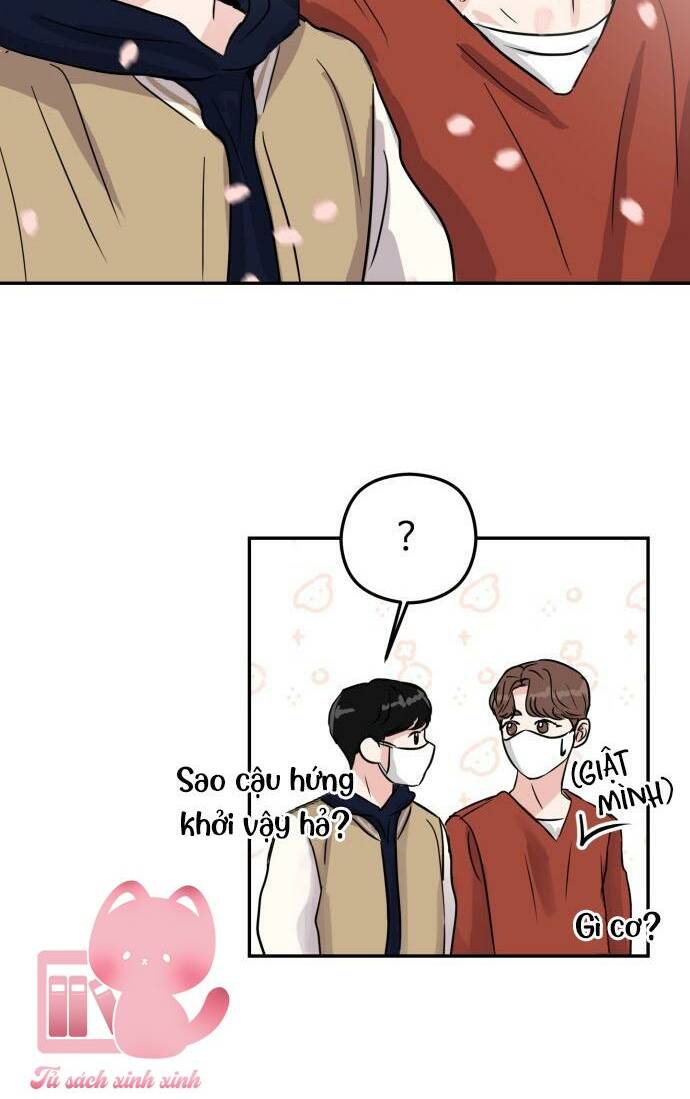 ?
Sao cậu hứng
khởi vậy hả?
(GIẬT
MÌNH)
Gì cơ?
Tủ sách xinh xinh